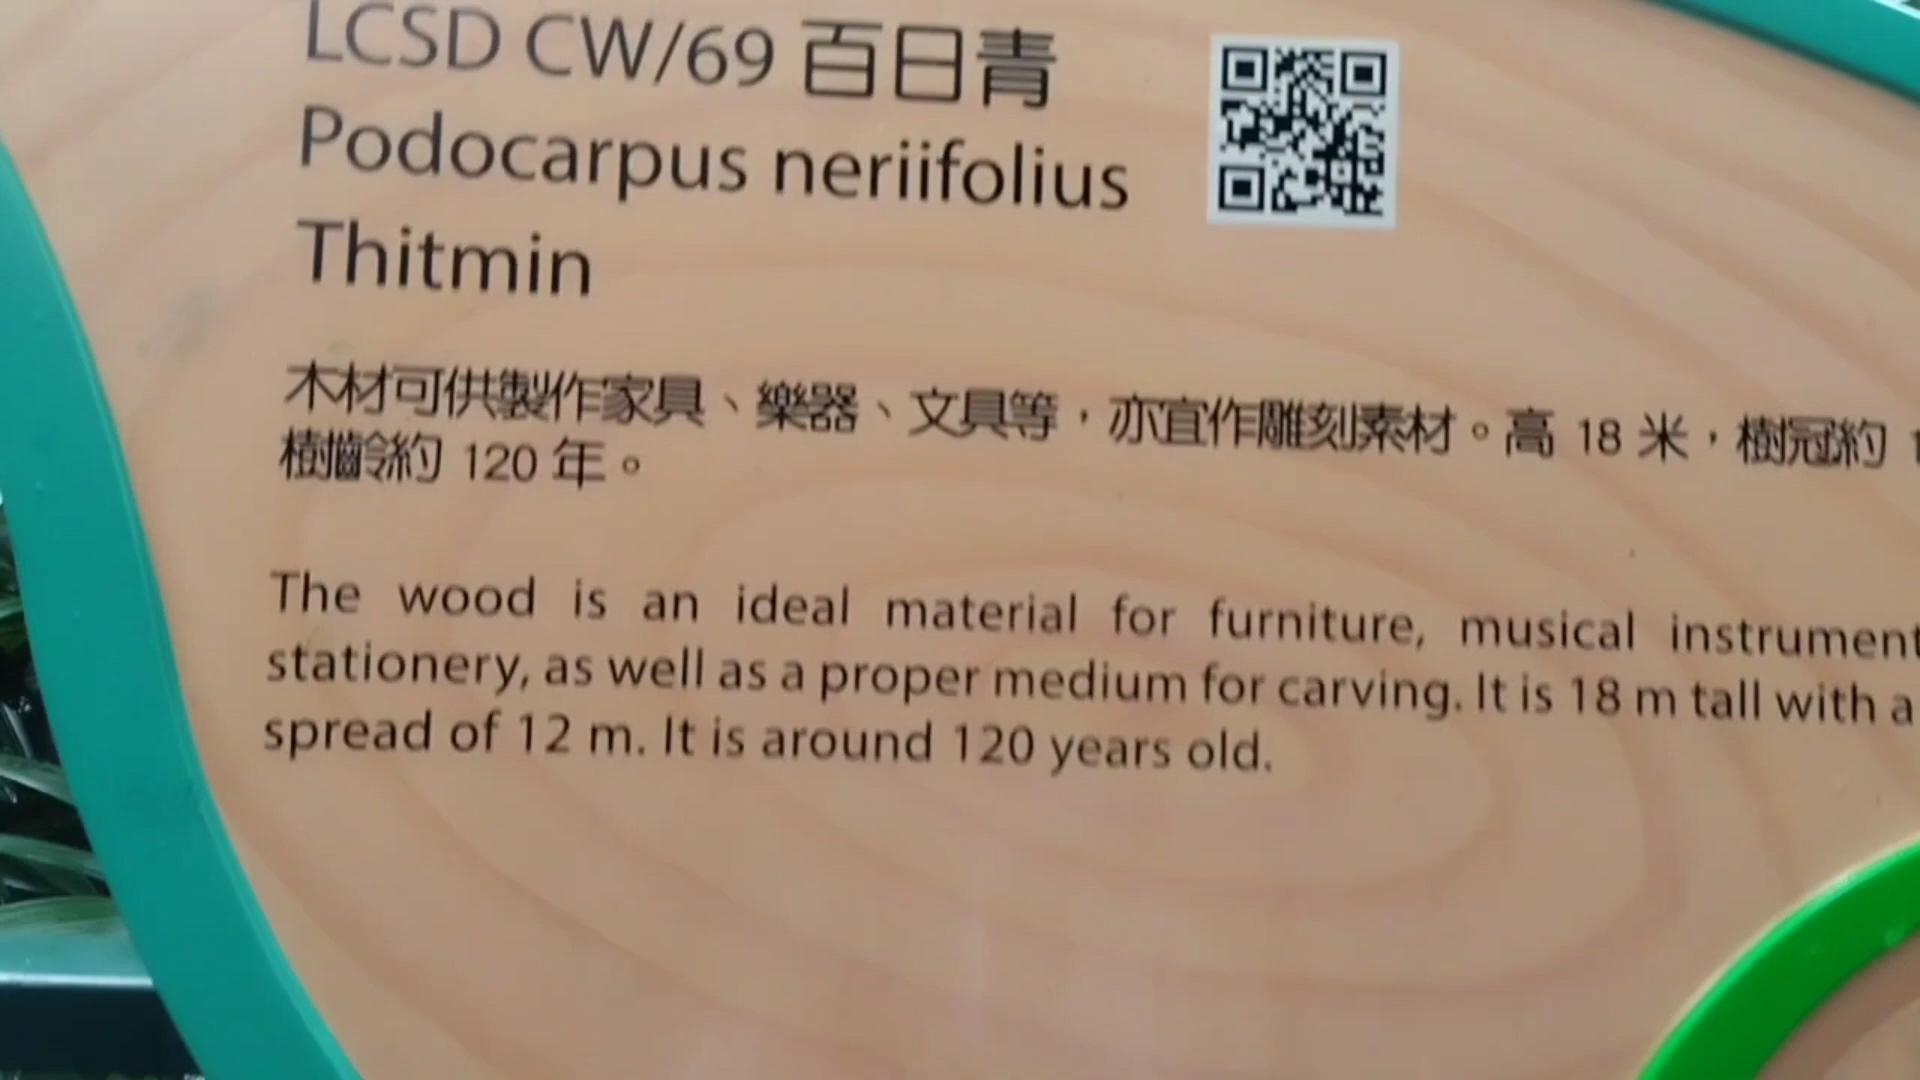 LCSD CW/69 百日青
Podocarpus neriifolius
Thitmin
木材可供製作家具、樂器、文具等，亦宜作雕刻素材。高 18 米，樹冠約 1
樹齡約 120 年。
The wood is an ideal material for furniture, musical instrument
stationery, as well as a proper medium for carving. It is 18 m tall with a
spread of 12 m. It is around 120 years old.